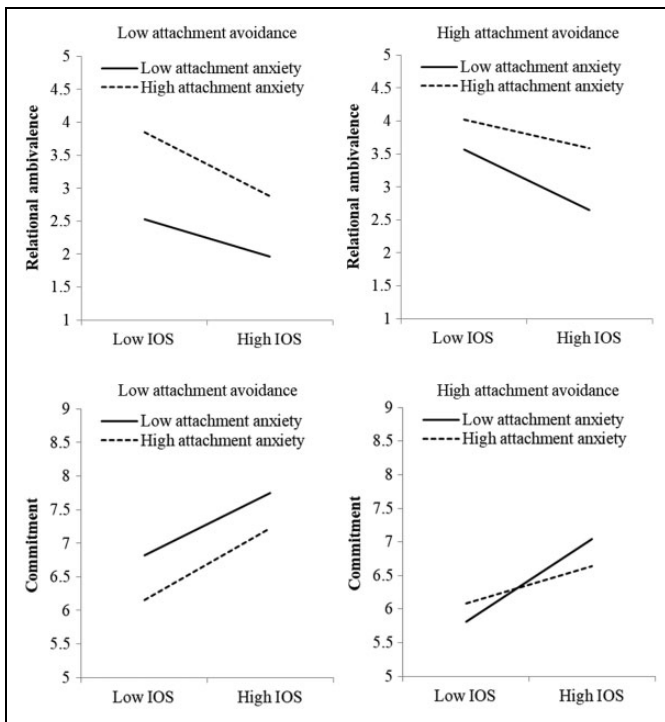 Low attachment avoidance
Low attachment anxiety
High attachment anxiety
Relational ambivalence
5
4.5
4
3.5
3
2.5
2
1.5
1
Low IOS High IOS
High attachment avoidance
Low attachment anxiety
High attachment anxiety
Relational ambivalence
5
4.5
4
3.5
3
2.5
2
1.5
1
Low IOS High IOS
Low attachment avoidance
Low attachment anxiety
High attachment anxiety
Commitment
9
8.5
8
7.5
7
6.5
6
5.5
5
Low IOS High IOS
High attachment avoidance
Low attachment anxiety
High attachment anxiety
Commitment
9
8.5
8
7.5
7
6.5
6
5.5
5
Low IOS High IOS